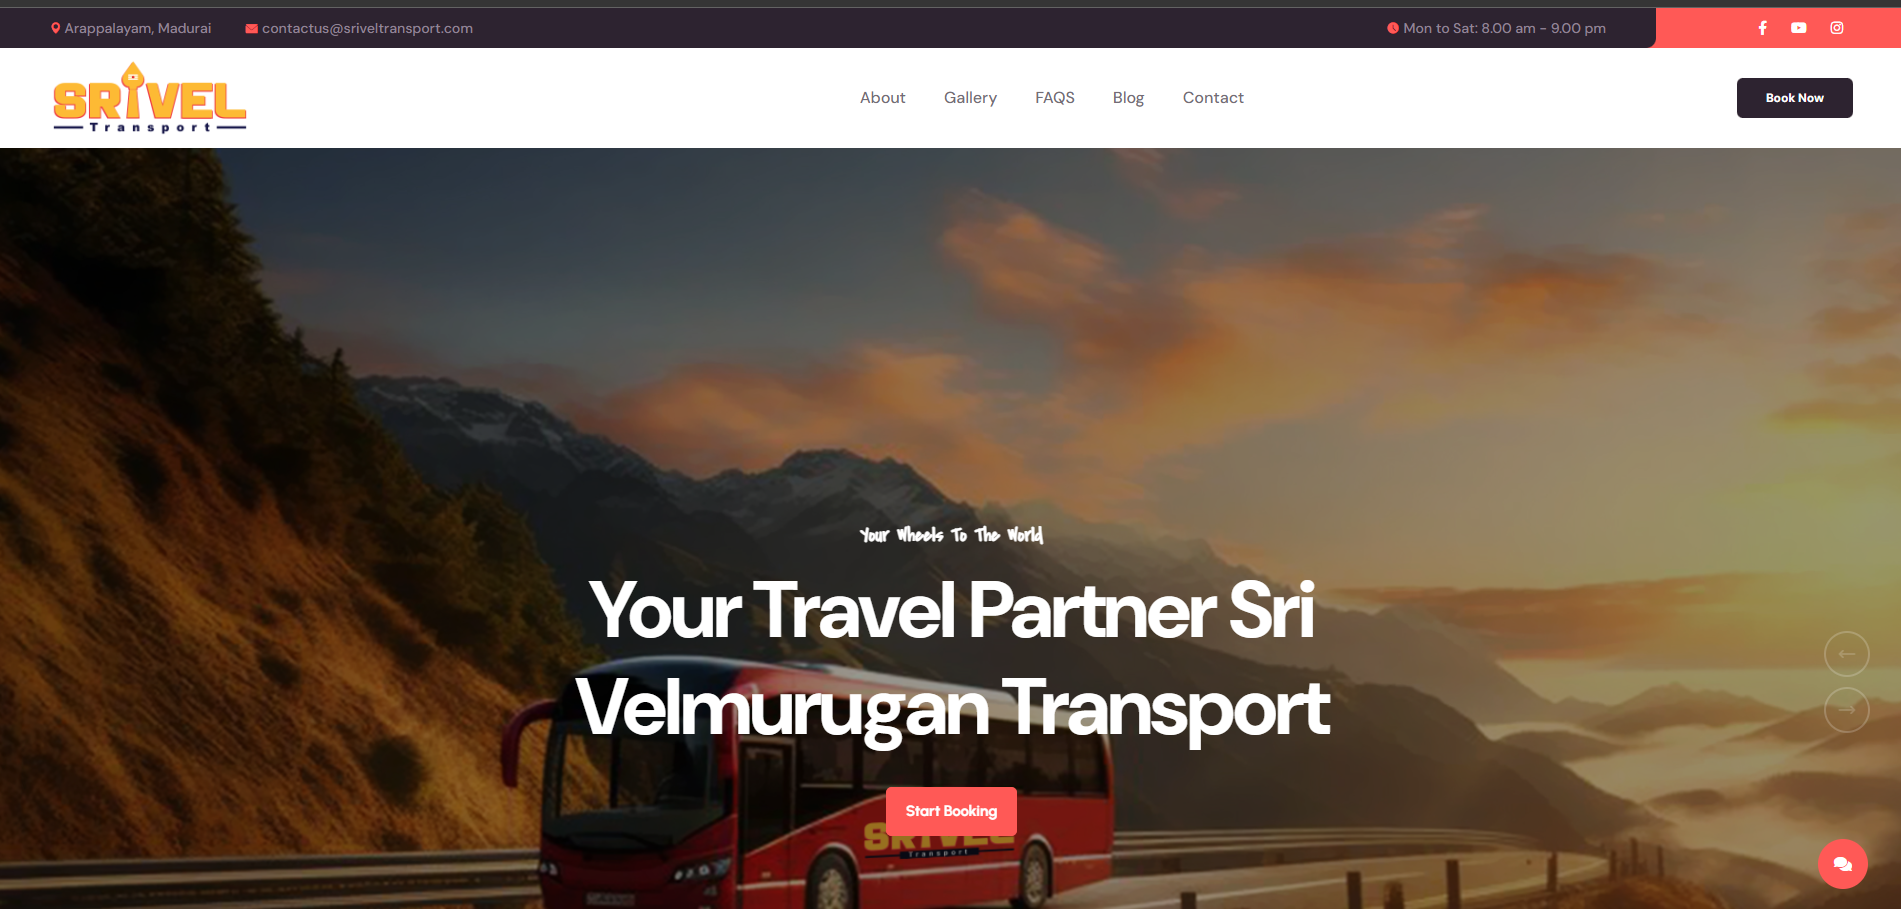 Arappalayam, Madurai
contactus@sriveltransport.com
Mon to Sat: 8.00 am - 9.00 pm
SRIVEL
Transport
About
Gallery
FAQS
Blog
Contact
Book Now
Your Wheels To The World
Your Travel Partner Sri
Velmurugan Transport
Start Booking
SRIVEL
Transport